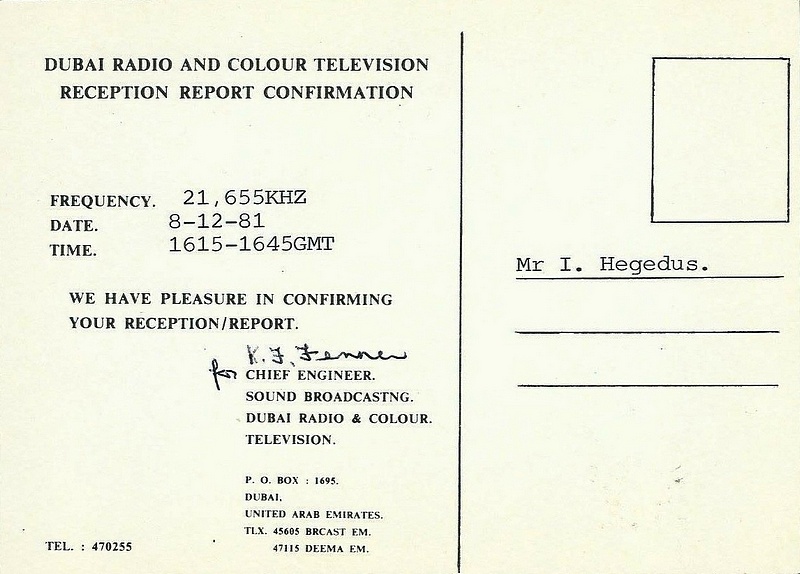 DUBAI RADIO AND COLOUR TELEVISION
RECEPTION REPORT CONFIRMATION
FREQUENCY. 21,655KHZ
DATE. 8-12-81
TIME. 1615-1645GMT
WE HAVE PLEASURE IN CONFIRMING
YOUR RECEPTION/REPORT.
K. F. Fenner
for CHIEF ENGINEER.
SOUND BROADCASTNG.
DUBAI RADIO & COLOUR.
TELEVISION.
P. O. BOX : 1695.
DUBAI.
UNITED ARAB EMIRATES.
TLX. 45605 BRCAST EM.
47115 DEEMA EM.
TEL. : 470255
Mr I. Hegedus.